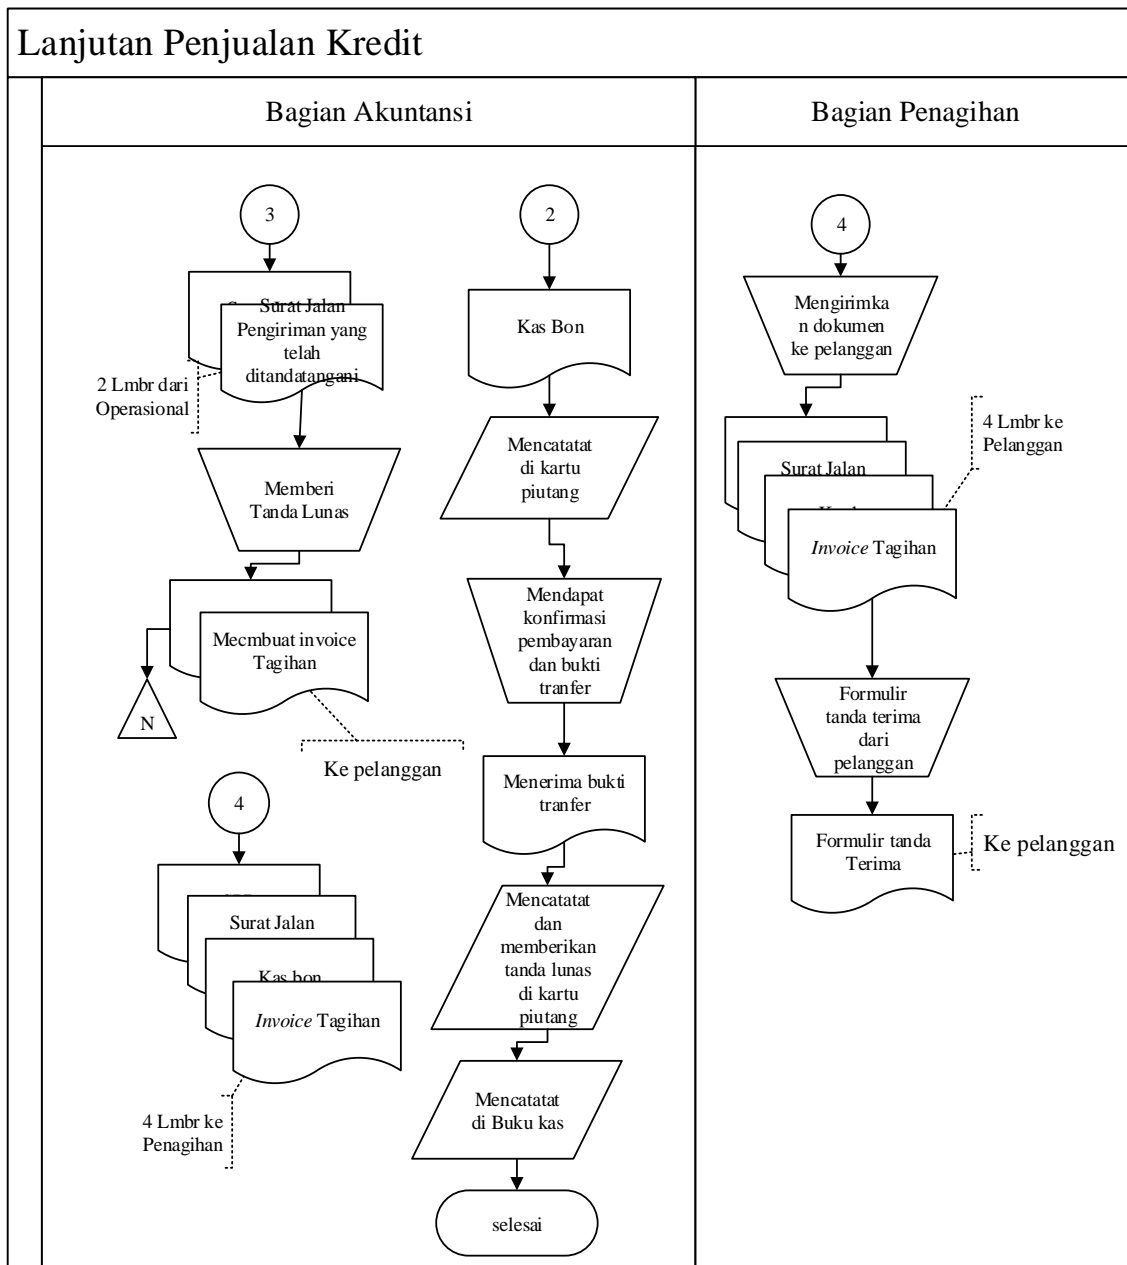 Lanjutan Penjualan Kredit
Bagian Akuntansi
Bagian Penagihan
3
Surat Jalan
Pengiriman yang
telah
ditandatangani
2 Lmbr dari
Operasional
Memberi
Tanda Lunas
Mecmbuat invoice
Tagihan
N
Ke pelanggan
4
Surat Jalan
Kas bon
Invoice Tagihan
4 Lmbr ke
Penagihan
2
Kas Bon
Mencatatat
di kartu
piutang
Mendapat
konfirmasi
pembayaran
dan bukti
tranfer
Menerima bukti
tranfer
Mencatatat
dan
memberikan
tanda lunas
di kartu
piutang
Mencatatat
di Buku kas
selesai
4
Mengirimka
n dokumen
ke pelanggan
4 Lmbr ke
Pelanggan
Surat Jalan
Invoice Tagihan
Formulir
tanda terima
dari
pelanggan
Formulir tanda
Terima
Ke pelanggan